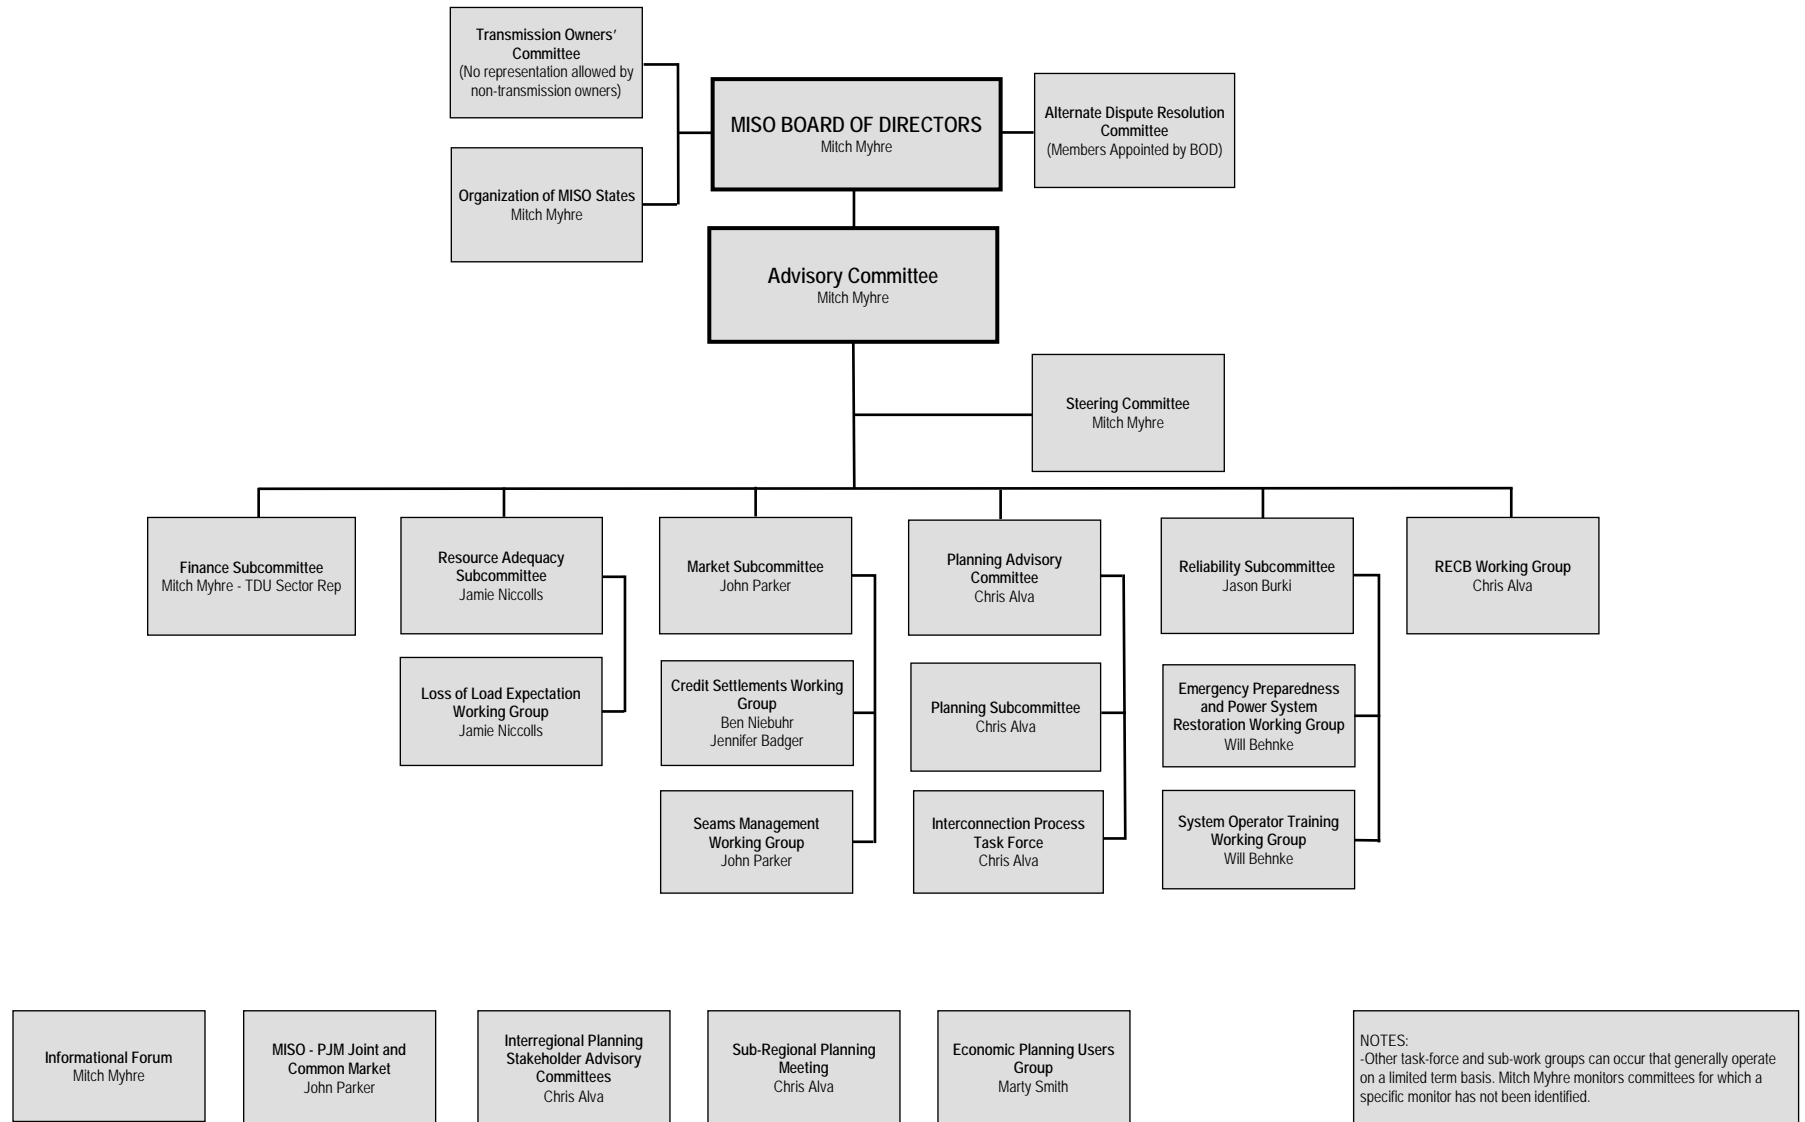 Transmission Owners’
Committee
(No representation allowed by
non-transmission owners)
MISO BOARD OF DIRECTORS
Mitch Myhre
Alternate Dispute Resolution
Committee
(Members Appointed by BOD)
Organization of MISO States
Mitch Myhre
Advisory Committee
Mitch Myhre
Steering Committee
Mitch Myhre
Finance Subcommittee
Mitch Myhre - TDU Sector Rep
Resource Adequacy
Subcommittee
Jamie Niccolls
Market Subcommittee
John Parker
Planning Advisory
Committee
Chris Alva
Reliability Subcommittee
Jason Burki
RECB Working Group
Chris Alva
Loss of Load Expectation
Working Group
Jamie Niccolls
Credit Settlements Working
Group
Ben Niebuhr
Jennifer Badger
Planning Subcommittee
Chris Alva
Emergency Preparedness
and Power System
Restoration Working Group
Will Behnke
Seams Management
Working Group
John Parker
Interconnection Process
Task Force
Chris Alva
System Operator Training
Working Group
Will Behnke
Informational Forum
Mitch Myhre
MISO - PJM Joint and
Common Market
John Parker
Interregional Planning
Stakeholder Advisory
Committees
Chris Alva
Sub-Regional Planning
Meeting
Chris Alva
Economic Planning Users
Group
Marty Smith
NOTES:
-Other task-force and sub-work groups can occur that generally operate
on a limited term basis. Mitch Myhre monitors committees for which a
specific monitor has not been identified.